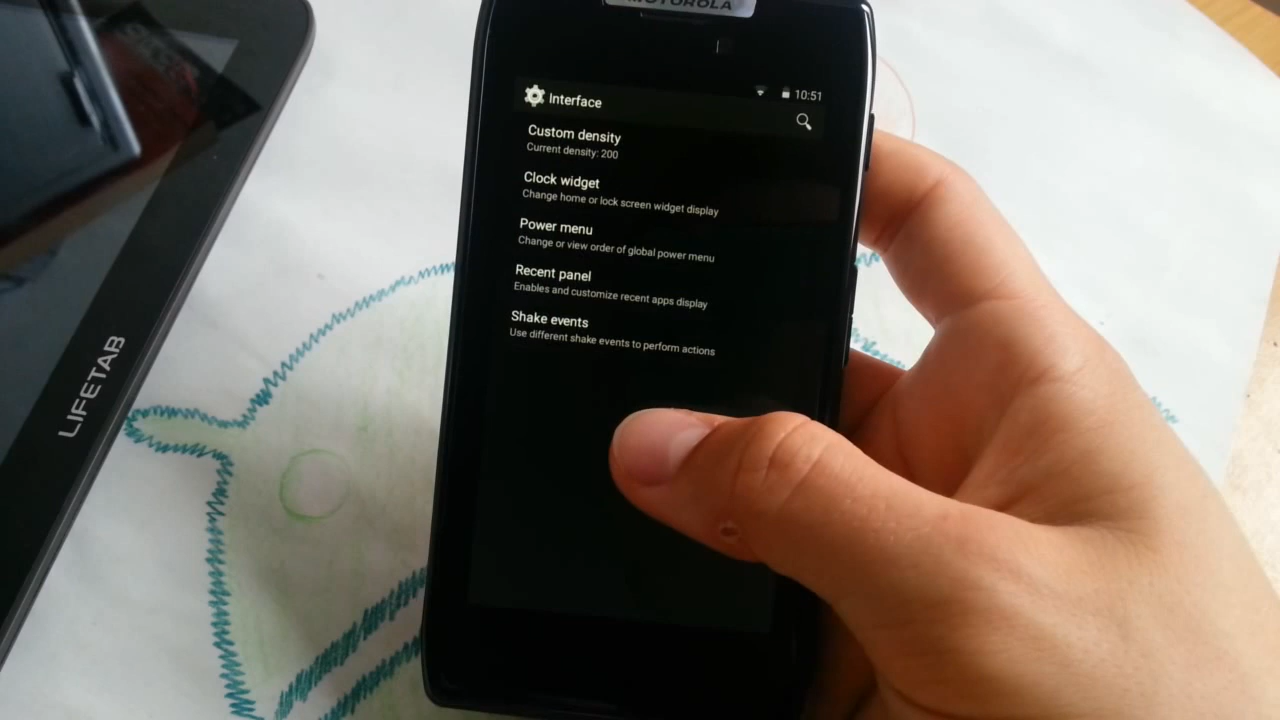 MOTOROLA
10:51
Interface
Custom density
Current density: 200
Clock widget
Change home or lock screen widget display
Power menu
Change or view order of global power menu
Recent panel
Enables and customize recent apps display
Shake events
Use different shake events to perform actions
LIFETAB